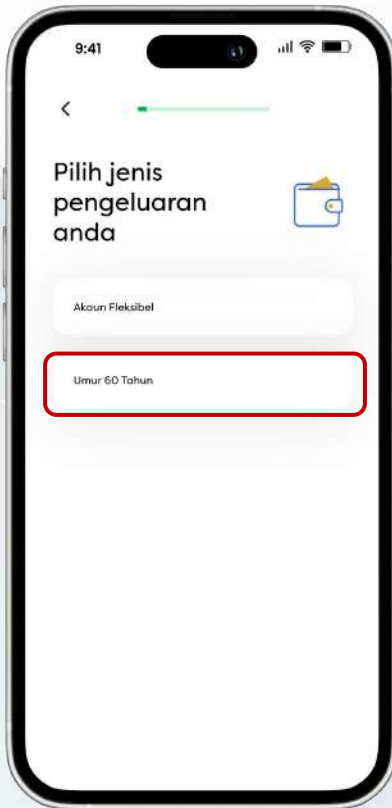 9:41
Pilih jenis
pengeluaran
anda
Akaun Fleksibel
Umur 60 Tahun